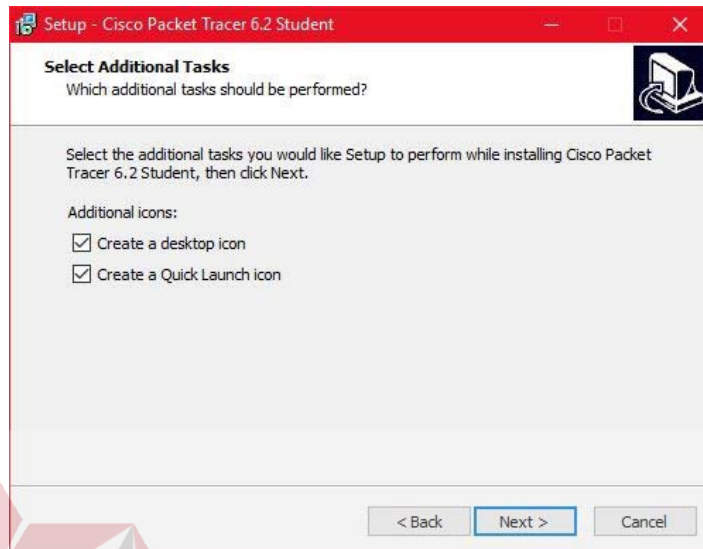 Setup - Cisco Packet Tracer 6.2 Student
Select Additional Tasks
Which additional tasks should be performed?
Select the additional tasks you would like Setup to perform while installing Cisco Packet
Tracer 6.2 Student, then click Next.
Additional icons:
Create a desktop icon
Create a Quick Launch icon
< Back Next > Cancel